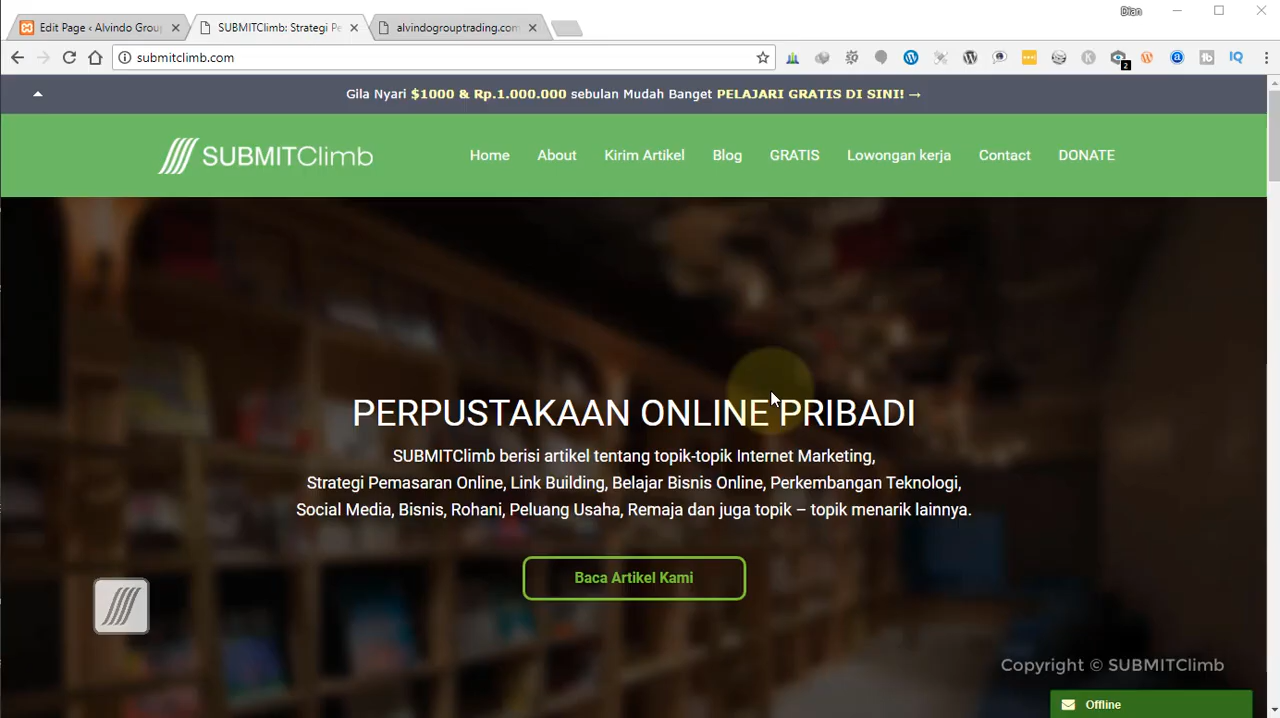 Dian
Edit Page ‹ Alvindo Grou
SUBMITClimb: Strategi Pe
alvindogrouptrading.com
submitclimb.com
2
IQ
Gila Nyari $1000 & Rp.1.000.000 sebulan Mudah Banget PELAJARI GRATIS DI SINI! →
SUBMITClimb
Home About Kirim Artikel Blog GRATIS Lowongan kerja Contact DONATE
PERPUSTAKAAN ONLINE PRIBADI
SUBMITClimb berisi artikel tentang topik-topik Internet Marketing,
Strategi Pemasaran Online, Link Building, Belajar Bisnis Online, Perkembangan Teknologi,
Social Media, Bisnis, Rohani, Peluang Usaha, Remaja dan juga topik – topik menarik lainnya.
Baca Artikel Kami
Copyright © SUBMITClimb
Offline